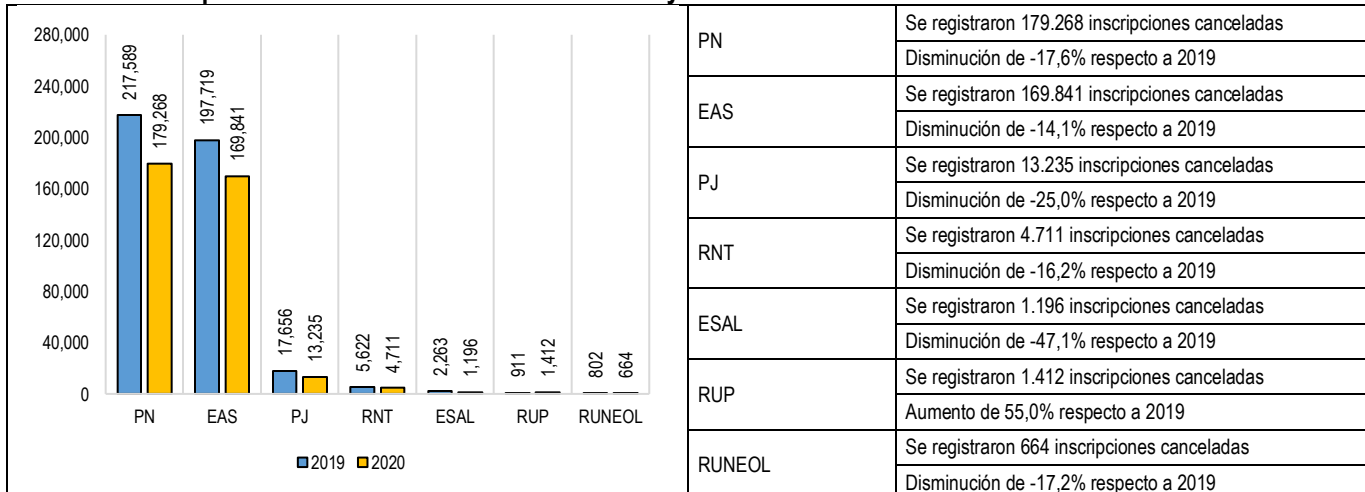 280,000
240,000
200,000
160,000
120,000
80,000
40,000
0
217,589
179,268
197,719
169,841
17,656
13,235
5,622
4,711
2,263
1,196
911
1,412
802
664
PN EAS PJ RNT ESAL RUP RUNEOL
2019 2020
PN
Se registraron 179.268 inscripciones canceladas
Disminución de -17,6% respecto a 2019
EAS
Se registraron 169.841 inscripciones canceladas
Disminución de -14,1% respecto a 2019
PJ
Se registraron 13.235 inscripciones canceladas
Disminución de -25,0% respecto a 2019
RNT
Se registraron 4.711 inscripciones canceladas
Disminución de -16,2% respecto a 2019
ESAL
Se registraron 1.196 inscripciones canceladas
Aumento de -47,1% respecto a 2019
RUP
Se registraron 1.412 inscripciones canceladas
Aumento de 55,0% respecto a 2019
RUNEOL
Se registraron 664 inscripciones canceladas
Disminución de -17,2% respecto a 2019